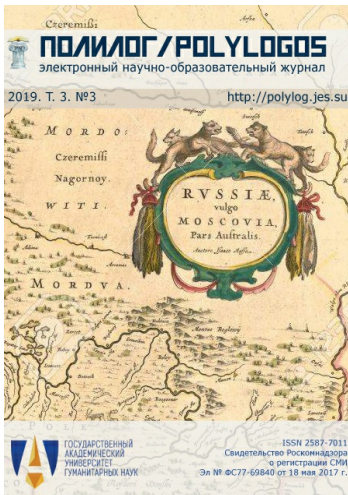 Czeremiſsi
ПОЛИЛОГ/POLYLOGOS
электронный научно-образовательный журнал
2019. Т. 3. №3
http://polylog.jes.su
MORDO:
Czeremiſsi
Nagornoy.
WITI.
RVSSIÆ,
vulgo
MOSCOVIA,
Pars Australis.
MORDVA.
ГОСУДАРСТВЕННЫЙ
АКАДЕМИЧЕСКИЙ
УНИВЕРСИТЕТ
ГУМАНИТАРНЫХ НАУК
ISSN 2587-7011
Свидетельство Роскомнадзора
о регистрации СМИ
Эл № ФС77-69840 от 18 мая 2017 г.